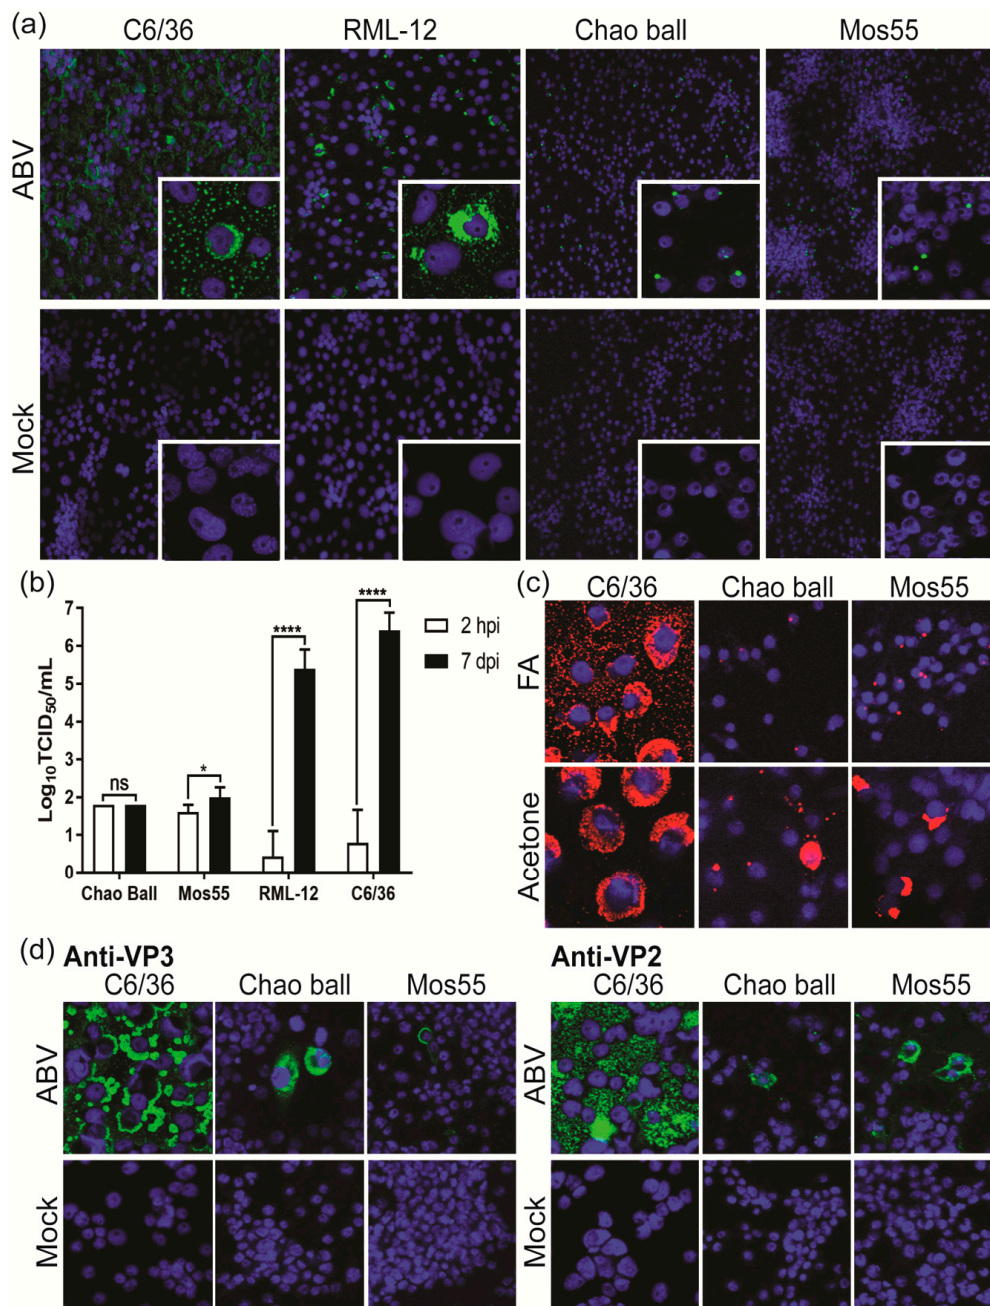 (a)
C6/36 RML-12 Chao ball Mos55
ABV
Mock
(b)
7
6
5
4
3
2
1
0
Log10TCID50/mL
ns
*
****
****
2 hpi
7 dpi
Chao Ball Mos55 RML-12 C6/36
(c)
C6/36 Chao ball Mos55
FA
Acetone
(d)
Anti-VP3
C6/36 Chao ball Mos55
ABV
Mock
Anti-VP2
C6/36 Chao ball Mos55
ABV
Mock